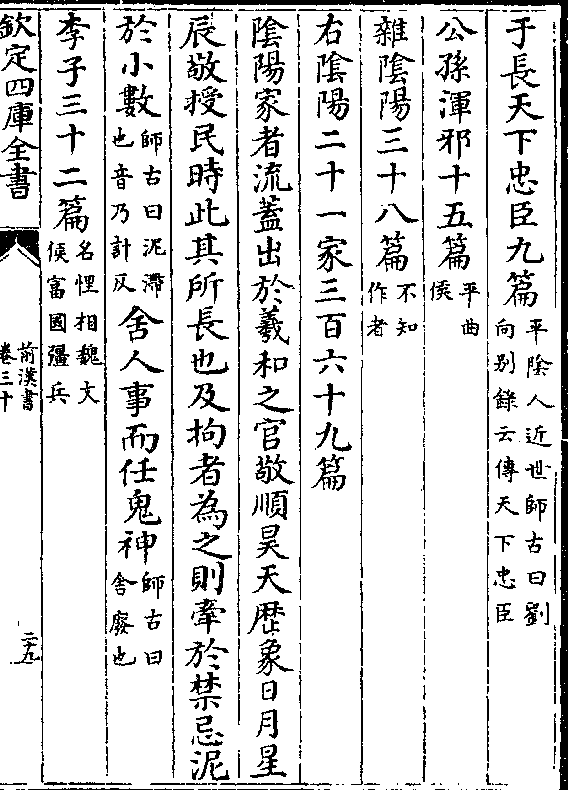 于長天下忠臣九篇平陰人近世師古曰劉向别錄云傳天下忠臣
公孫渾邪十五篇平曲侯
雜陰陽三十八篇不知作者
右陰陽二十一家三百六十九篇
陰陽家者流蓋出於羲和之官敬順昊天歴象日月星
辰敬授民時此其所長也及拘者為之則牽於禁忌泥
於小數師古曰泥滯也音乃計反舍人事而任鬼神師古曰舍廢也
李子三十二篇名悝相魏文侯富國彊兵
欽定四庫全書
前漢書
卷三十
二十九